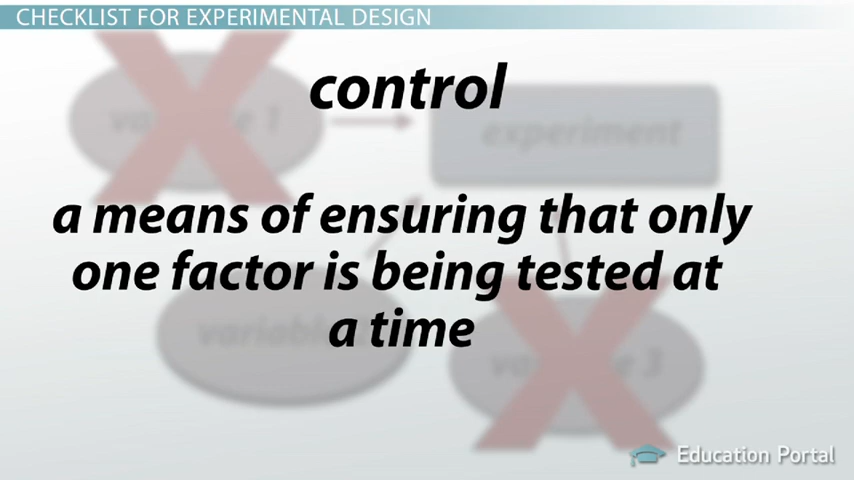 CHECKLIST FOR EXPERIMENTAL DESIGN
control
experiment
a means of ensuring that only
one factor is being tested at
a time
Education Portal